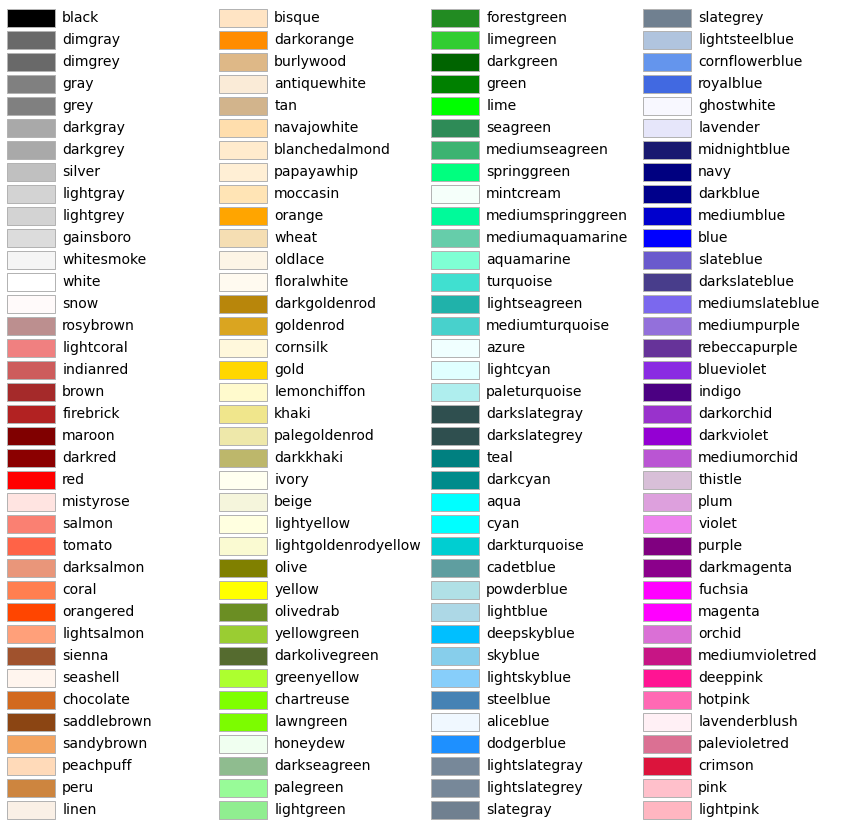 black
dimgray
dimgrey
gray
grey
darkgray
darkgrey
silver
lightgray
lightgrey
gainsboro
whitesmoke
white
snow
rosybrown
lightcoral
indianred
brown
firebrick
maroon
darkred
red
mistyrose
salmon
tomato
darksalmon
coral
orangered
lightsalmon
sienna
seashell
chocolate
saddlebrown
sandybrown
peachpuff
peru
linen
bisque
darkorange
burlywood
antiquewhite
tan
navajowhite
blanchedalmond
papayawhip
moccasin
orange
wheat
oldlace
floralwhite
darkgoldenrod
goldenrod
cornsilk
gold
lemonchiffon
khaki
palegoldenrod
darkkhaki
ivory
beige
lightyellow
lightgoldenrodyellow
olive
yellow
olivedrab
yellowgreen
darkolivegreen
greenyellow
chartreuse
lawngreen
honeydew
darkseagreen
palegreen
lightgreen
forestgreen
limegreen
darkgreen
green
lime
seagreen
mediumseagreen
springgreen
mintcream
mediumspringgreen
mediumaquamarine
aquamarine
turquoise
lightseagreen
mediumturquoise
azure
lightcyan
paleturquoise
darkslategray
darkslategrey
teal
darkcyan
aqua
cyan
darkturquoise
cadetblue
powderblue
lightblue
deepskyblue
skyblue
lightskyblue
steelblue
aliceblue
dodgerblue
lightslategray
lightslategrey
slategray
slategrey
lightsteelblue
cornflowerblue
royalblue
ghostwhite
lavender
midnightblue
navy
darkblue
mediumblue
blue
slateblue
darkslateblue
mediumslateblue
mediumpurple
rebeccapurple
blueviolet
indigo
darkorchid
darkviolet
mediumorchid
thistle
plum
violet
purple
darkmagenta
fuchsia
magenta
orchid
mediumvioletred
deeppink
hotpink
lavenderblush
palevioletred
crimson
pink
lightpink